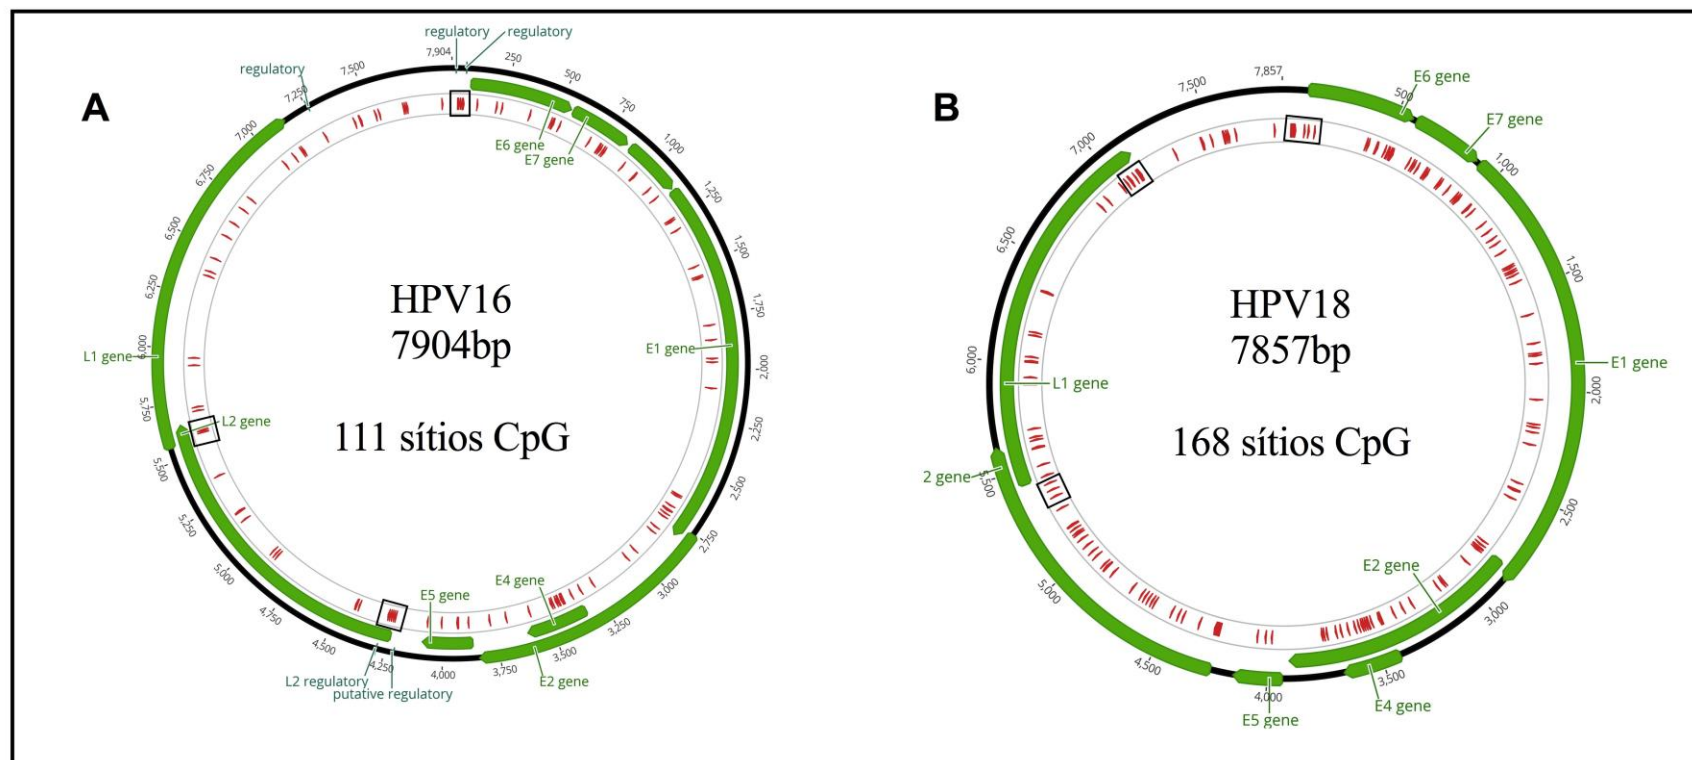 A
regulatory
regulatory
regulatory
7,904
250
500
750
1,000
1,250
1,500
1,750
2,000
2,250
2,500
2,750
3,000
3,250
3,500
3,750
4,000
4,250
4,500
4,750
5,000
5,250
5,500
5,750
6,000
6,250
6,500
6,750
7,000
7,250
7,500
E6 gene
E7 gene
E1 gene
E2 gene
E4 gene
E5 gene
putative regulatory
L2 regulatory
L2 gene
L1 gene
HPV16
7904bp
111 sítios CpG
B
7,857
500
1,000
1,500
2,000
2,500
3,000
3,500
4,000
4,500
5,000
5,500
6,000
6,500
7,000
7,500
E6 gene
E7 gene
E1 gene
E2 gene
E4 gene
E5 gene
2 gene
L1 gene
HPV18
7857bp
168 sítios CpG